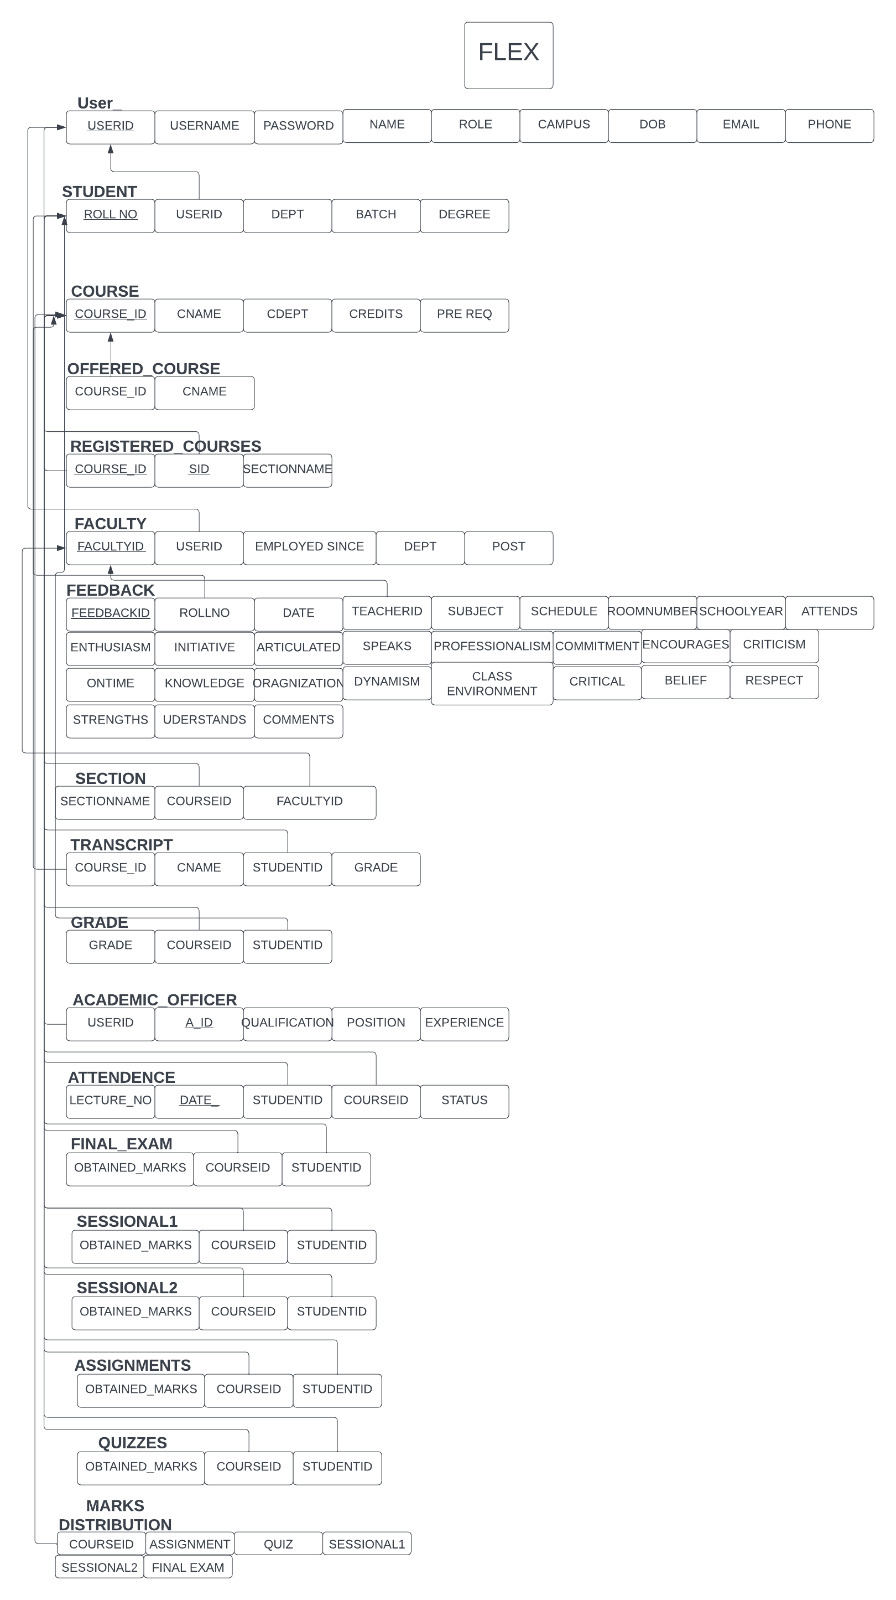 FLEX
User_
USERID USERNAME PASSWORD NAME ROLE CAMPUS DOB EMAIL PHONE
STUDENT
ROLL NO USERID DEPT BATCH DEGREE
COURSE
COURSE_ID CNAME CDEPT CREDITS PRE REQ
OFFERED_COURSE
COURSE_ID CNAME
REGISTERED_COURSES
COURSE_ID SID SECTIONNAME
FACULTY
FACULTYID USERID EMPLOYED SINCE DEPT POST
FEEDBACK
FEEDBACKID ROLLNO DATE TEACHERID SUBJECT SCHEDULE ROOMNUMBER SCHOOLYEAR ATTENDS
ENTHUSIASM INITIATIVE ARTICULATED SPEAKS PROFESSIONALISM COMMITMENT ENCOURAGES CRITICISM
ONTIME KNOWLEDGE ORAGNIZATION DYNAMISM CLASS ENVIRONMENT CRITICAL BELIEF RESPECT
STRENGTHS UDERSTANDS COMMENTS
SECTION
SECTIONNAME COURSEID FACULTYID
TRANSCRIPT
COURSE_ID CNAME STUDENTID GRADE
GRADE
GRADE COURSEID STUDENTID
ACADEMIC_OFFICER
USERID A_ID QUALIFICATION POSITION EXPERIENCE
ATTENDENCE
LECTURE_NO DATE_ STUDENTID COURSEID STATUS
FINAL_EXAM
OBTAINED_MARKS COURSEID STUDENTID
SESSIONAL1
OBTAINED_MARKS COURSEID STUDENTID
SESSIONAL2
OBTAINED_MARKS COURSEID STUDENTID
ASSIGNMENTS
OBTAINED_MARKS COURSEID STUDENTID
QUIZZES
OBTAINED_MARKS COURSEID STUDENTID
MARKS
DISTRIBUTION
COURSEID ASSIGNMENT QUIZ SESSIONAL1
SESSIONAL2 FINAL EXAM